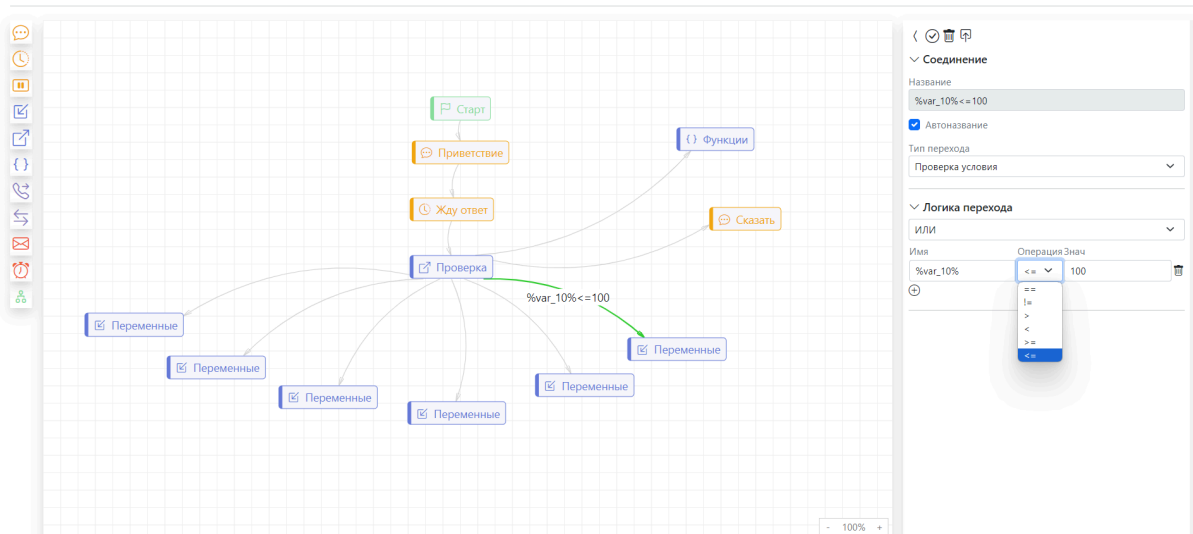 Старт
Приветствие
{ } Функции
Жду ответ
Сказать
Проверка
%var_10%<=100
Переменные
Переменные
Переменные
Переменные
Переменные
Переменные
- 100% +
Соединение
Название
%var_10%<=100
Автоназвание
Тип перехода
Проверка условия
Логика перехода
ИЛИ
Имя Операция Знач
%var_10% <= 100
==
!=
>
<
>=
<=